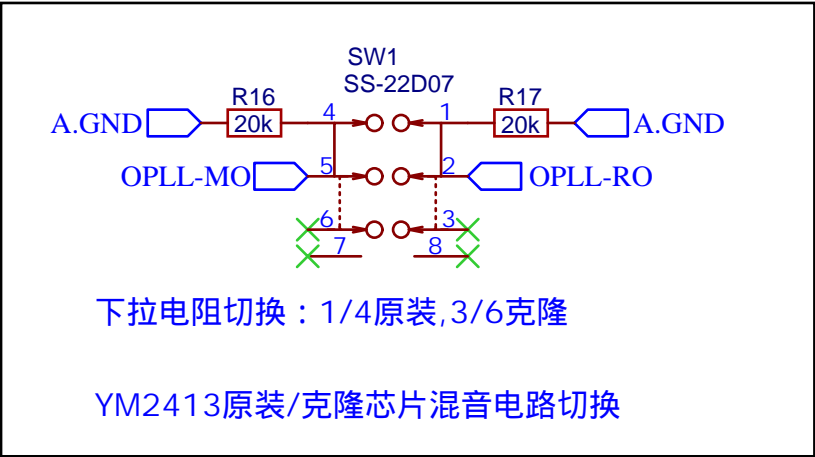 SW1
SS-22D07
R16
R17
A.GND
20k
4
1
20k
A.GND
OPLL-MO
5
2
OPLL-RO
6
3
7
8
下拉电阻切换：1/4原装,3/6克隆
YM2413原装/克隆芯片混音电路切换